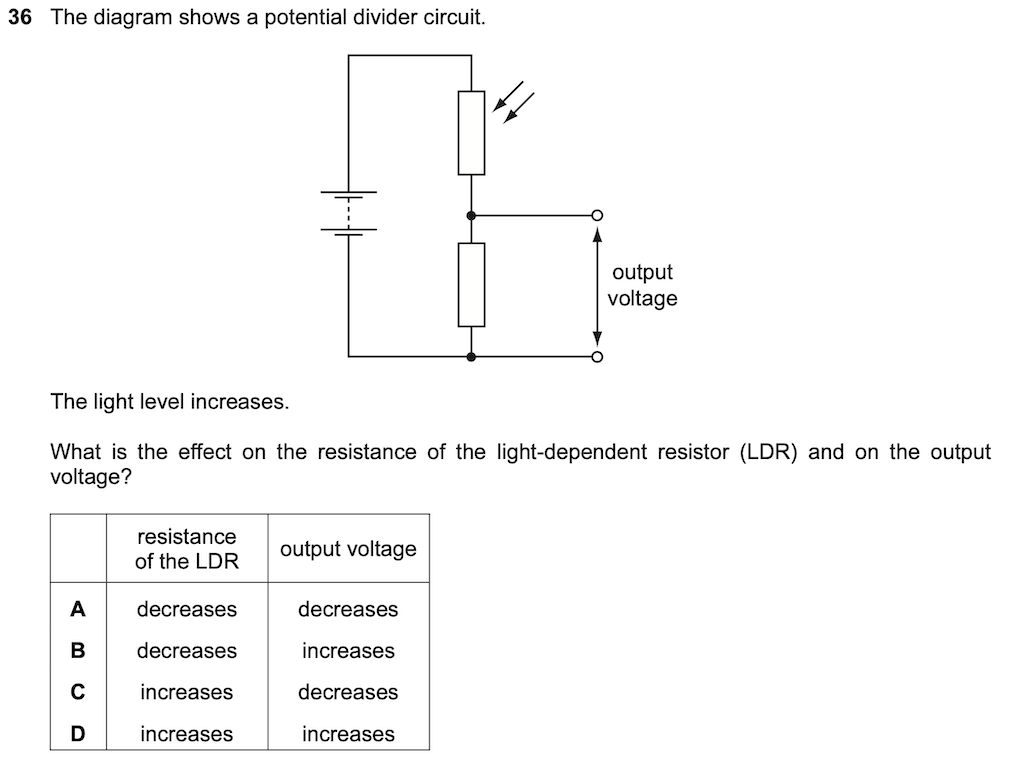 36 The diagram shows a potential divider circuit.
output
voltage
The light level increases.
What is the effect on the resistance of the light-dependent resistor (LDR) and on the output
voltage?
resistance
of the LDR
output voltage
A decreases decreases
B decreases increases
C increases decreases
D increases increases